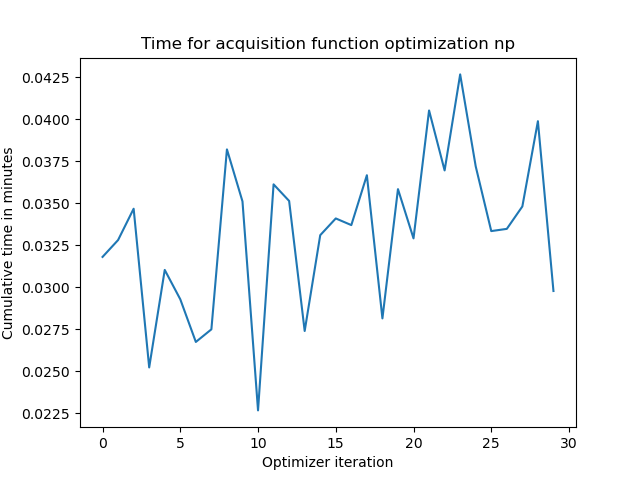 Time for acquisition function optimization np
Cumulative time in minutes
0.0425
0.0400
0.0375
0.0350
0.0325
0.0300
0.0275
0.0250
0.0225
0 5 10 15 20 25 30
Optimizer iteration